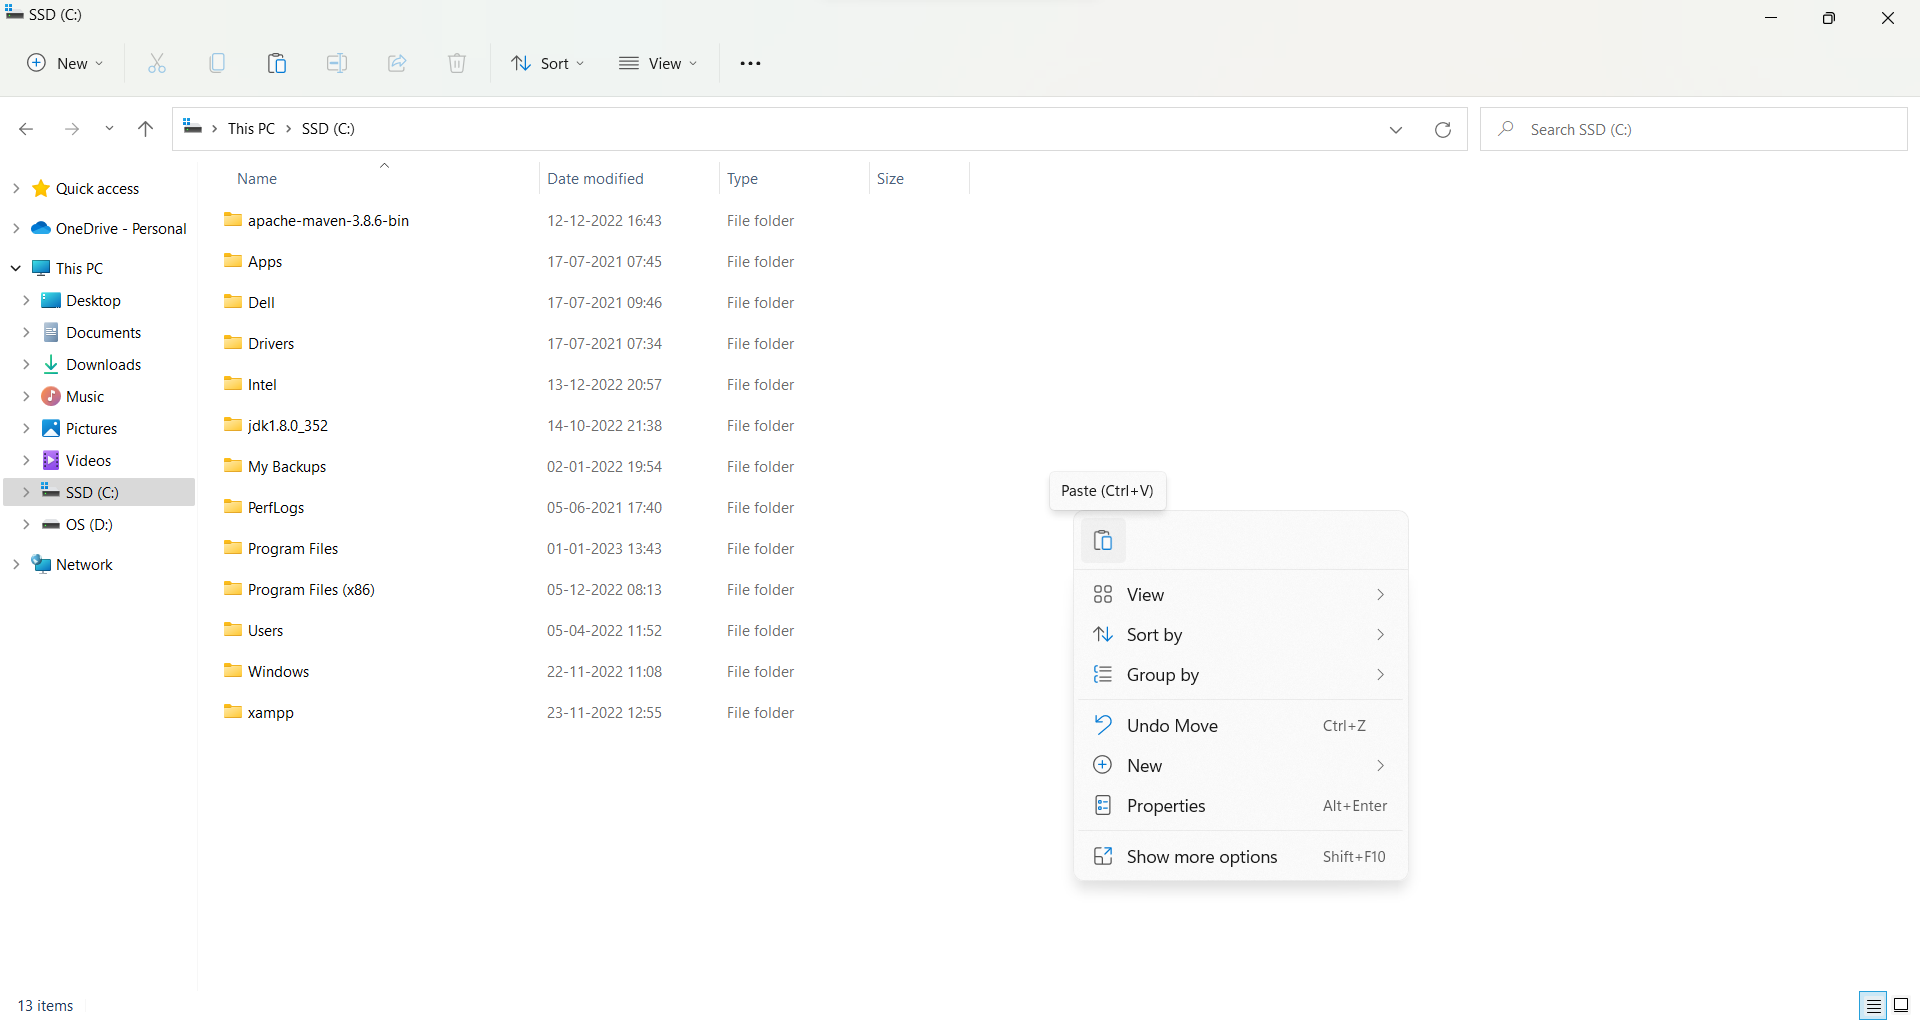 SSD (C:)
New
Sort
View
This PC
SSD (C:)
Search SSD (C:)
Quick access
OneDrive - Personal
This PC
Desktop
Documents
Downloads
Music
Pictures
Videos
SSD (C:)
OS (D:)
Network
Name Date modified Type Size
apache-maven-3.8.6-bin 12-12-2022 16:43 File folder
Apps 17-07-2021 07:45 File folder
Dell 17-07-2021 09:46 File folder
Drivers 17-07-2021 07:34 File folder
Intel 13-12-2022 20:57 File folder
jdk1.8.0_352 14-10-2022 21:38 File folder
My Backups 02-01-2022 19:54 File folder
PerfLogs 05-06-2021 17:40 File folder
Program Files 01-01-2023 13:43 File folder
Program Files (x86) 05-12-2022 08:13 File folder
Users 05-04-2022 11:52 File folder
Windows 22-11-2022 11:08 File folder
xampp 23-11-2022 12:55 File folder
Paste (Ctrl+V)
View
Sort by
Group by
Undo Move Ctrl+Z
New
Properties Alt+Enter
Show more options Shift+F10
13 items